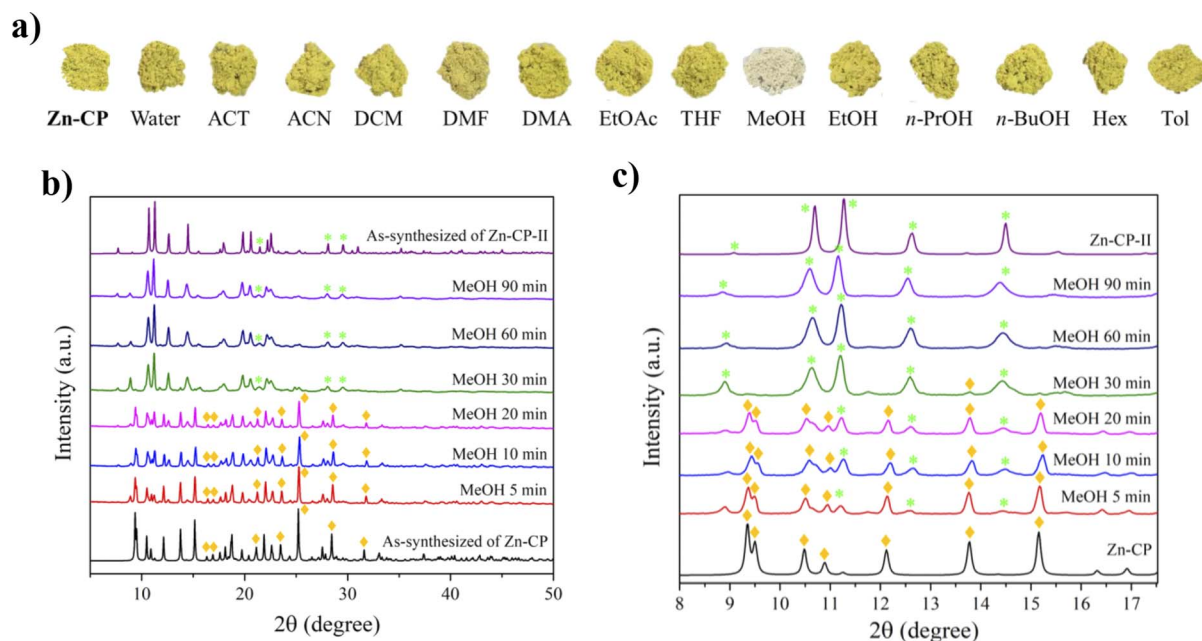 a)
Zn-CP Water ACT ACN DCM DMF DMA EtOAc THF MeOH EtOH n-PrOH n-BuOH Hex Tol
b)
Intensity (a.u.)
As-synthesized of Zn-CP-II
MeOH 90 min
MeOH 60 min
MeOH 30 min
MeOH 20 min
MeOH 10 min
MeOH 5 min
As-synthesized of Zn-CP
10 20 30 40 50
2θ (degree)
c)
Intensity (a.u.)
Zn-CP-II
MeOH 90 min
MeOH 60 min
MeOH 30 min
MeOH 20 min
MeOH 10 min
MeOH 5 min
Zn-CP
8 9 10 11 12 13 14 15 16 17
2θ (degree)